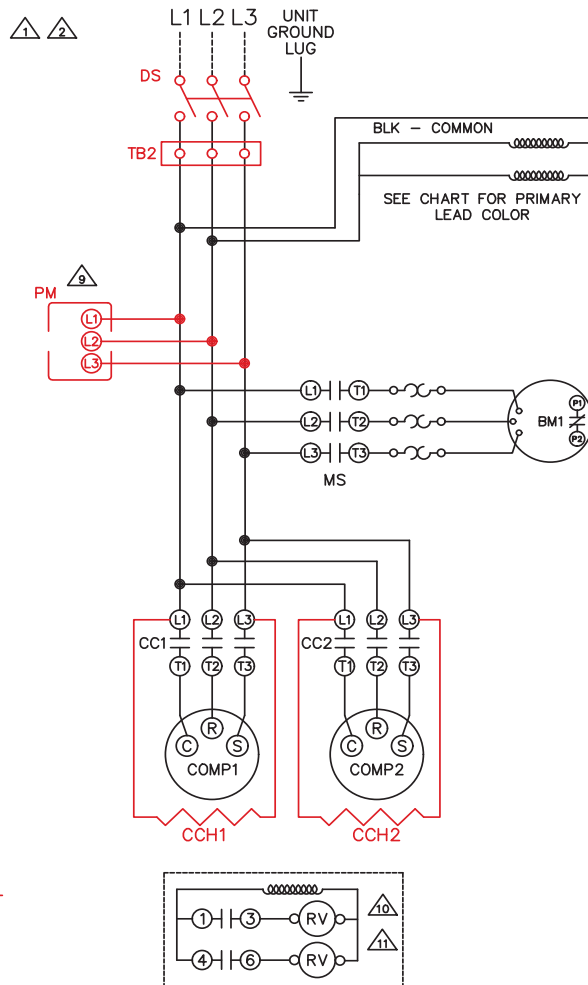 1 2
L1 L2 L3
UNIT
GROUND
LUG
DS
BLK – COMMON
TB2
SEE CHART FOR PRIMARY
LEAD COLOR
9
PM
L1
L2
L3
L1 T1
L2 T2
L3 T3
P1
BM1
P2
MS
L1 L2 L3
CC1
T1 T2 T3
L1 L2 L3
CC2
T1 T2 T3
C R S
COMP1
C R S
COMP2
CCH1
CCH2
1 3 RV
10
4 6 RV
11